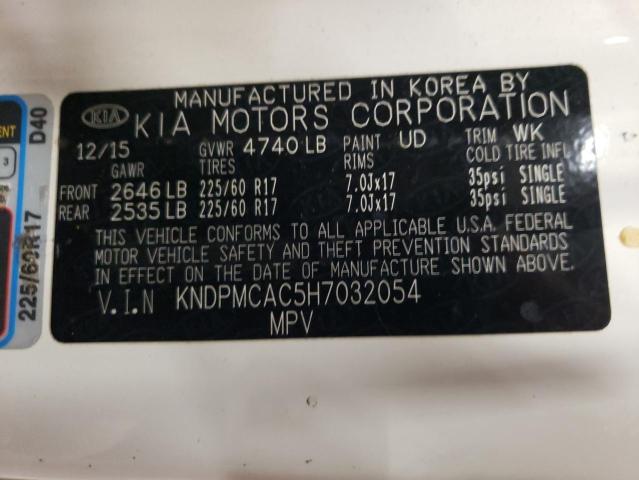 MANUFACTURED IN KOREA BY
KIA KIA MOTORS CORPORATION
12/15 GVWR 4740 LB PAINT UD TRIM WK
GAWR TIRES RIMS COLD TIRE INFL
FRONT 2646 LB 225/60 R17 7.0Jx17 35psi SINGLE
REAR 2535 LB 225/60 R17 7.0Jx17 35psi SINGLE
THIS VEHICLE CONFORMS TO ALL APPLICABLE U.S.A. FEDERAL
MOTOR VEHICLE SAFETY AND THEFT PREVENTION STANDARDS
IN EFFECT ON THE DATE OF MANUFACTURE SHOWN ABOVE.
V.I.N KNDPMCAC5H7032054
MPV
D40
3
225/60R17